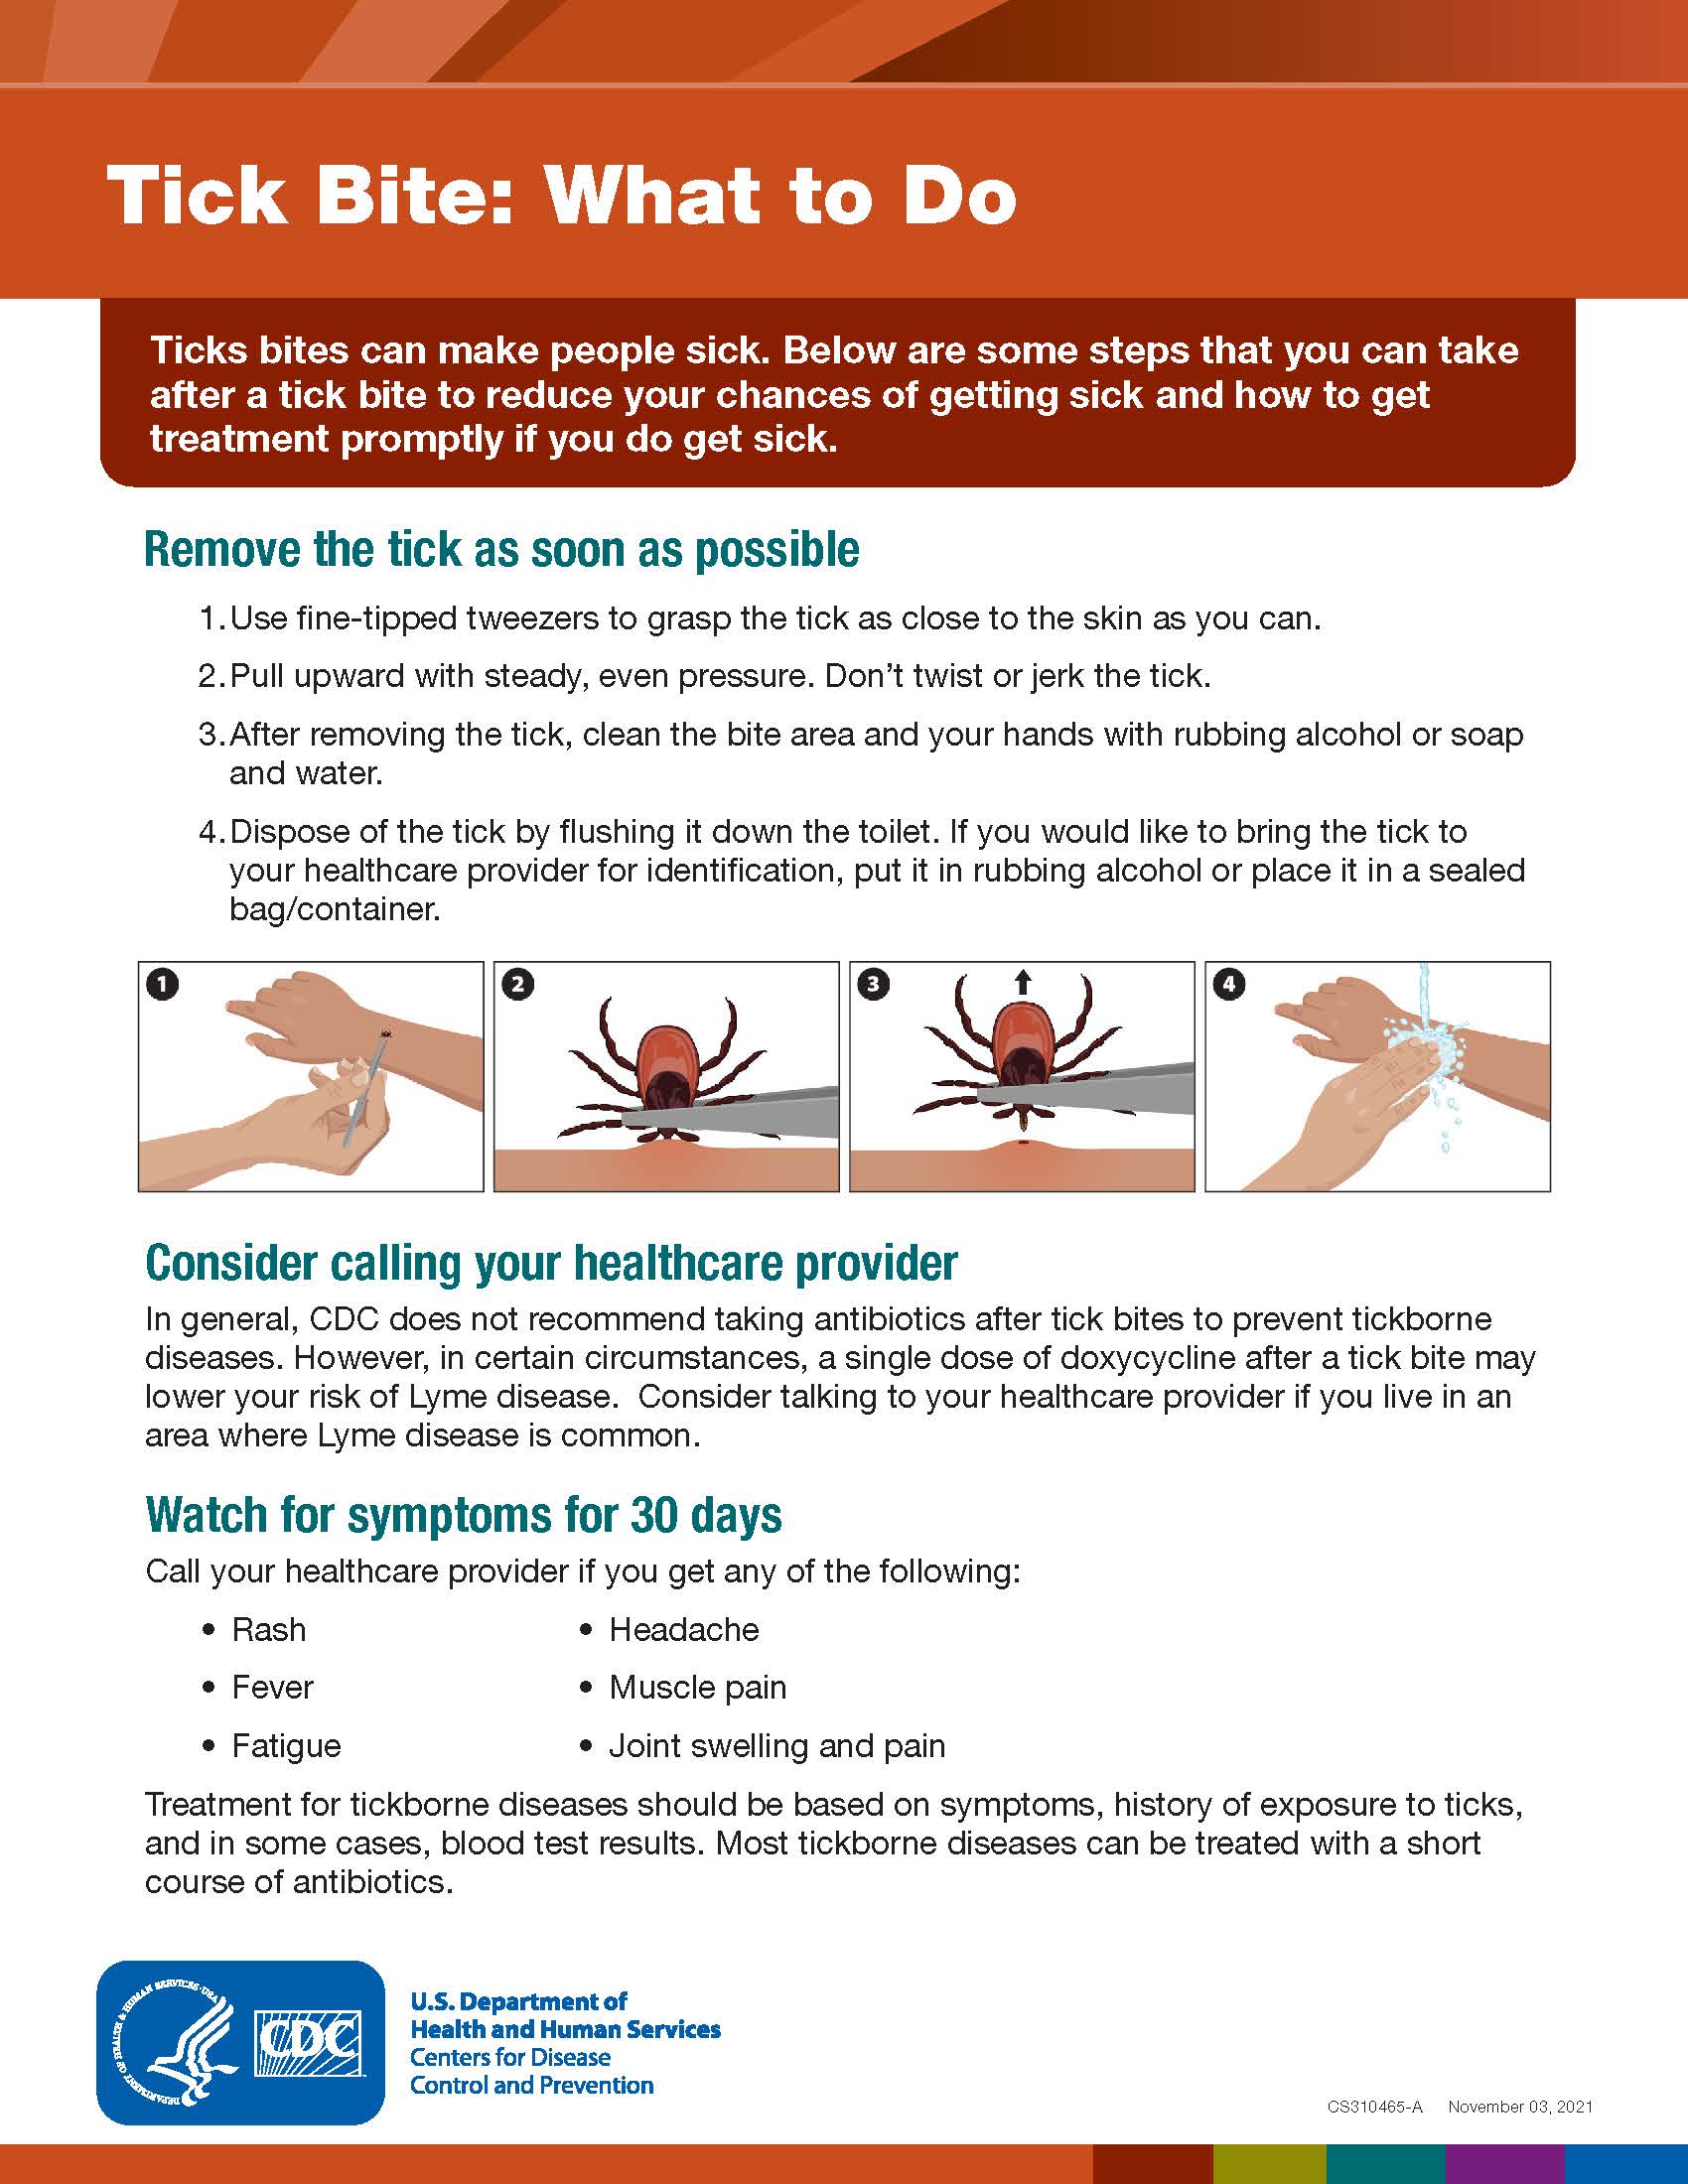 Tick Bite: What to Do
Ticks bites can make people sick. Below are some steps that you can take
after a tick bite to reduce your chances of getting sick and how to get
treatment promptly if you do get sick.
Remove the tick as soon as possible
1. Use fine-tipped tweezers to grasp the tick as close to the skin as you can.
2. Pull upward with steady, even pressure. Don’t twist or jerk the tick.
3. After removing the tick, clean the bite area and your hands with rubbing alcohol or soap
and water.
4. Dispose of the tick by flushing it down the toilet. If you would like to bring the tick to
your healthcare provider for identification, put it in rubbing alcohol or place it in a sealed
bag/container.
1
2
3
4
Consider calling your healthcare provider
In general, CDC does not recommend taking antibiotics after tick bites to prevent tickborne
diseases. However, in certain circumstances, a single dose of doxycycline after a tick bite may
lower your risk of Lyme disease.  Consider talking to your healthcare provider if you live in an
area where Lyme disease is common.
Watch for symptoms for 30 days
Call your healthcare provider if you get any of the following:
• Rash
• Fever
• Fatigue
• Headache
• Muscle pain
• Joint swelling and pain
Treatment for tickborne diseases should be based on symptoms, history of exposure to ticks,
and in some cases, blood test results. Most tickborne diseases can be treated with a short
course of antibiotics.
DEPARTMENT OF HEALTH & HUMAN SERVICES·USA
CDC
U.S. Department of
Health and Human Services
Centers for Disease
Control and Prevention
CS310465-A November 03, 2021